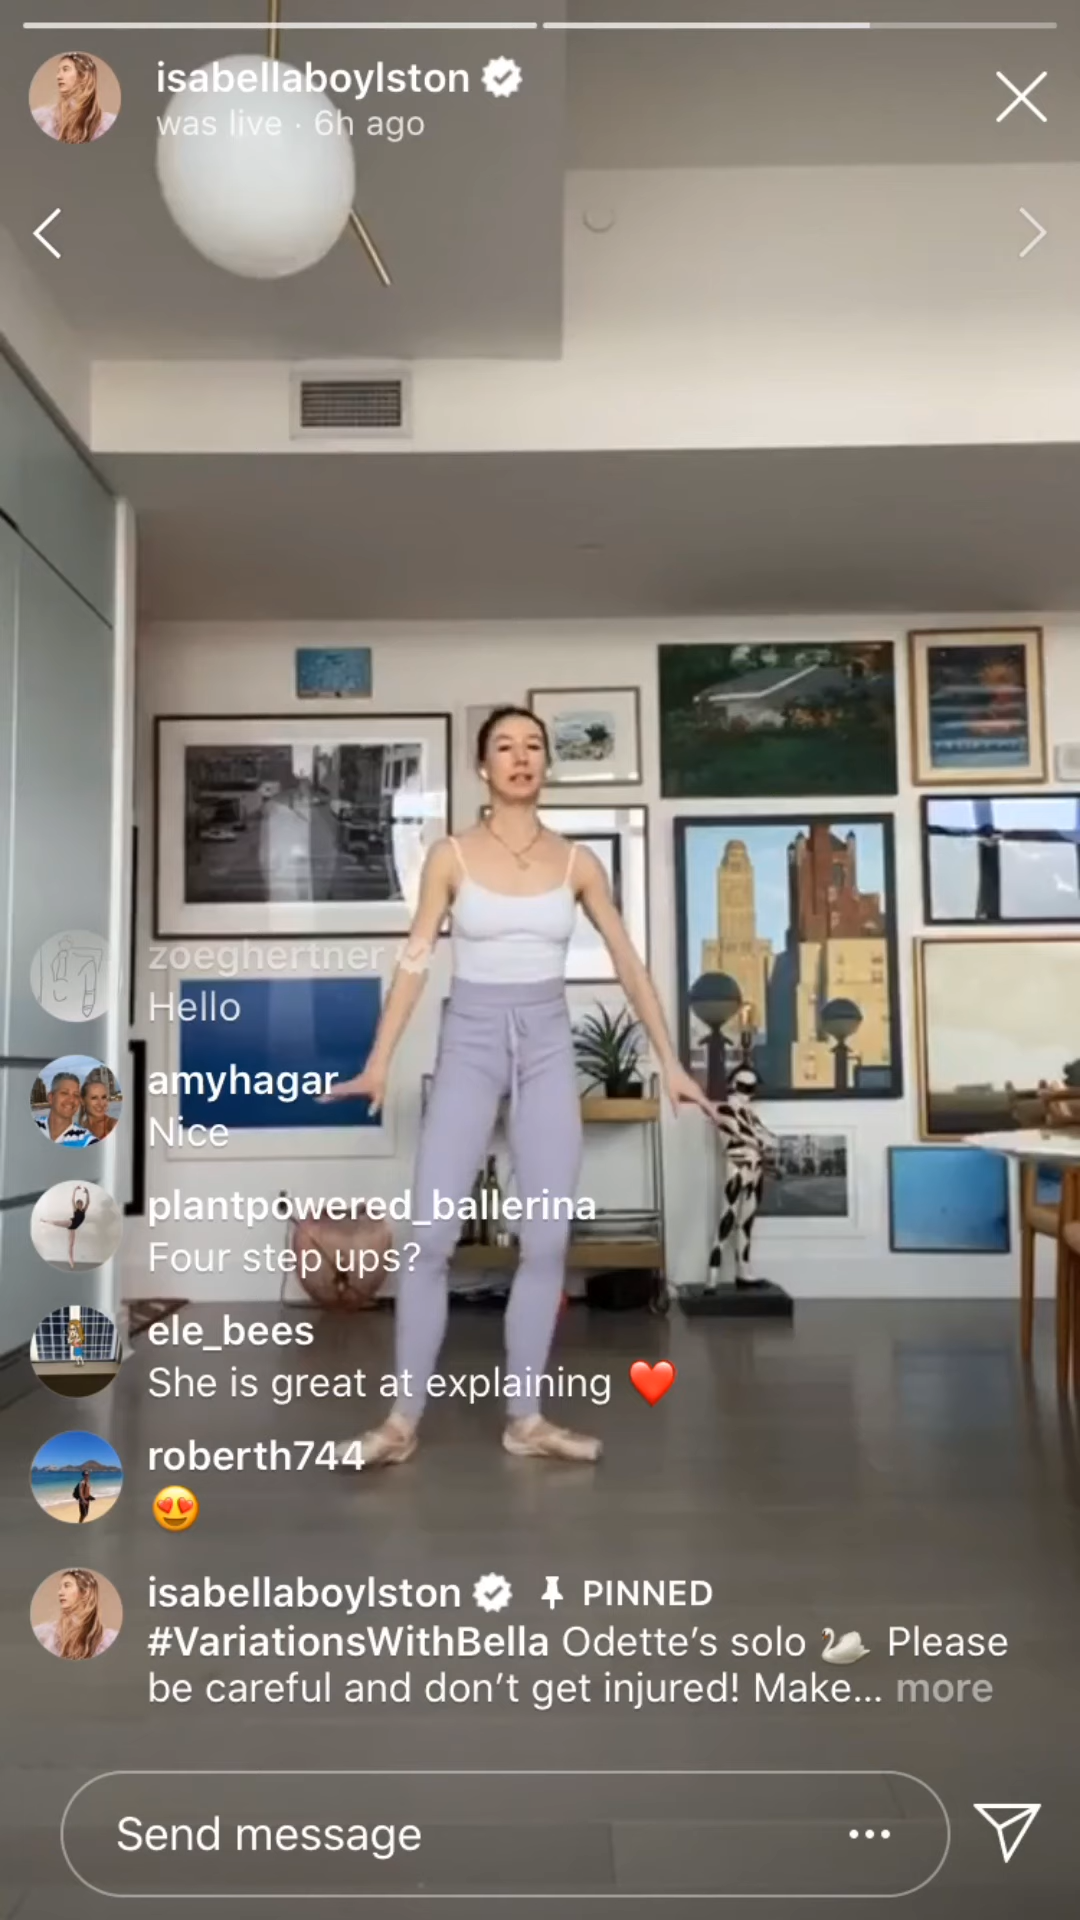 isabellaboylston
was live · 6h ago
zoeghertner
Hello
amyhagar
Nice
plantpowered_ballerina
Four step ups?
ele_bees
She is great at explaining ❤️
roberth744
😍
isabellaboylston PINNED
#VariationsWithBella Odette’s solo 🦢 Please
be careful and don’t get injured! Make... more
Send message